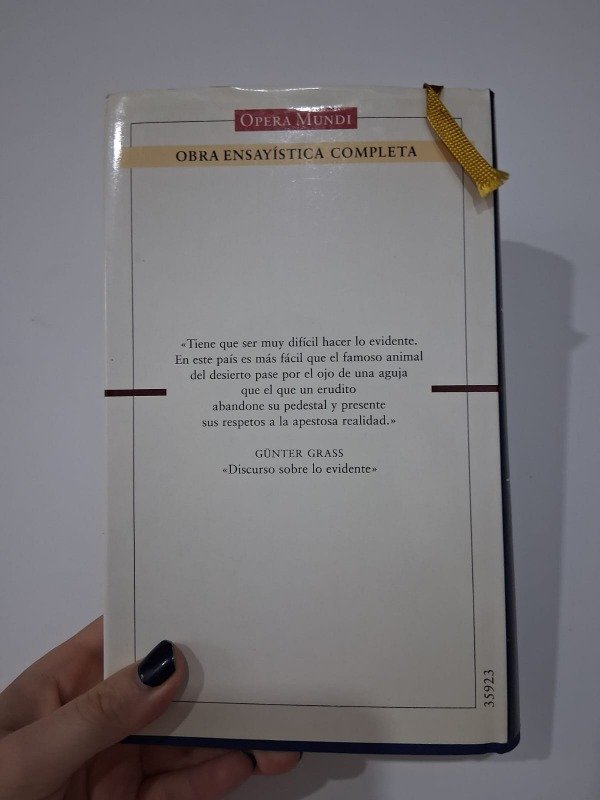 OPERA MUNDI
OBRA ENSAYÍSTICA COMPLETA
«Tiene que ser muy difícil hacer lo evidente.
En este país es más fácil que el famoso animal
del desierto pase por el ojo de una aguja
que el que un erudito
abandone su pedestal y presente
sus respetos a la apestosa realidad.»
GÜNTER GRASS
«Discurso sobre lo evidente»
35923